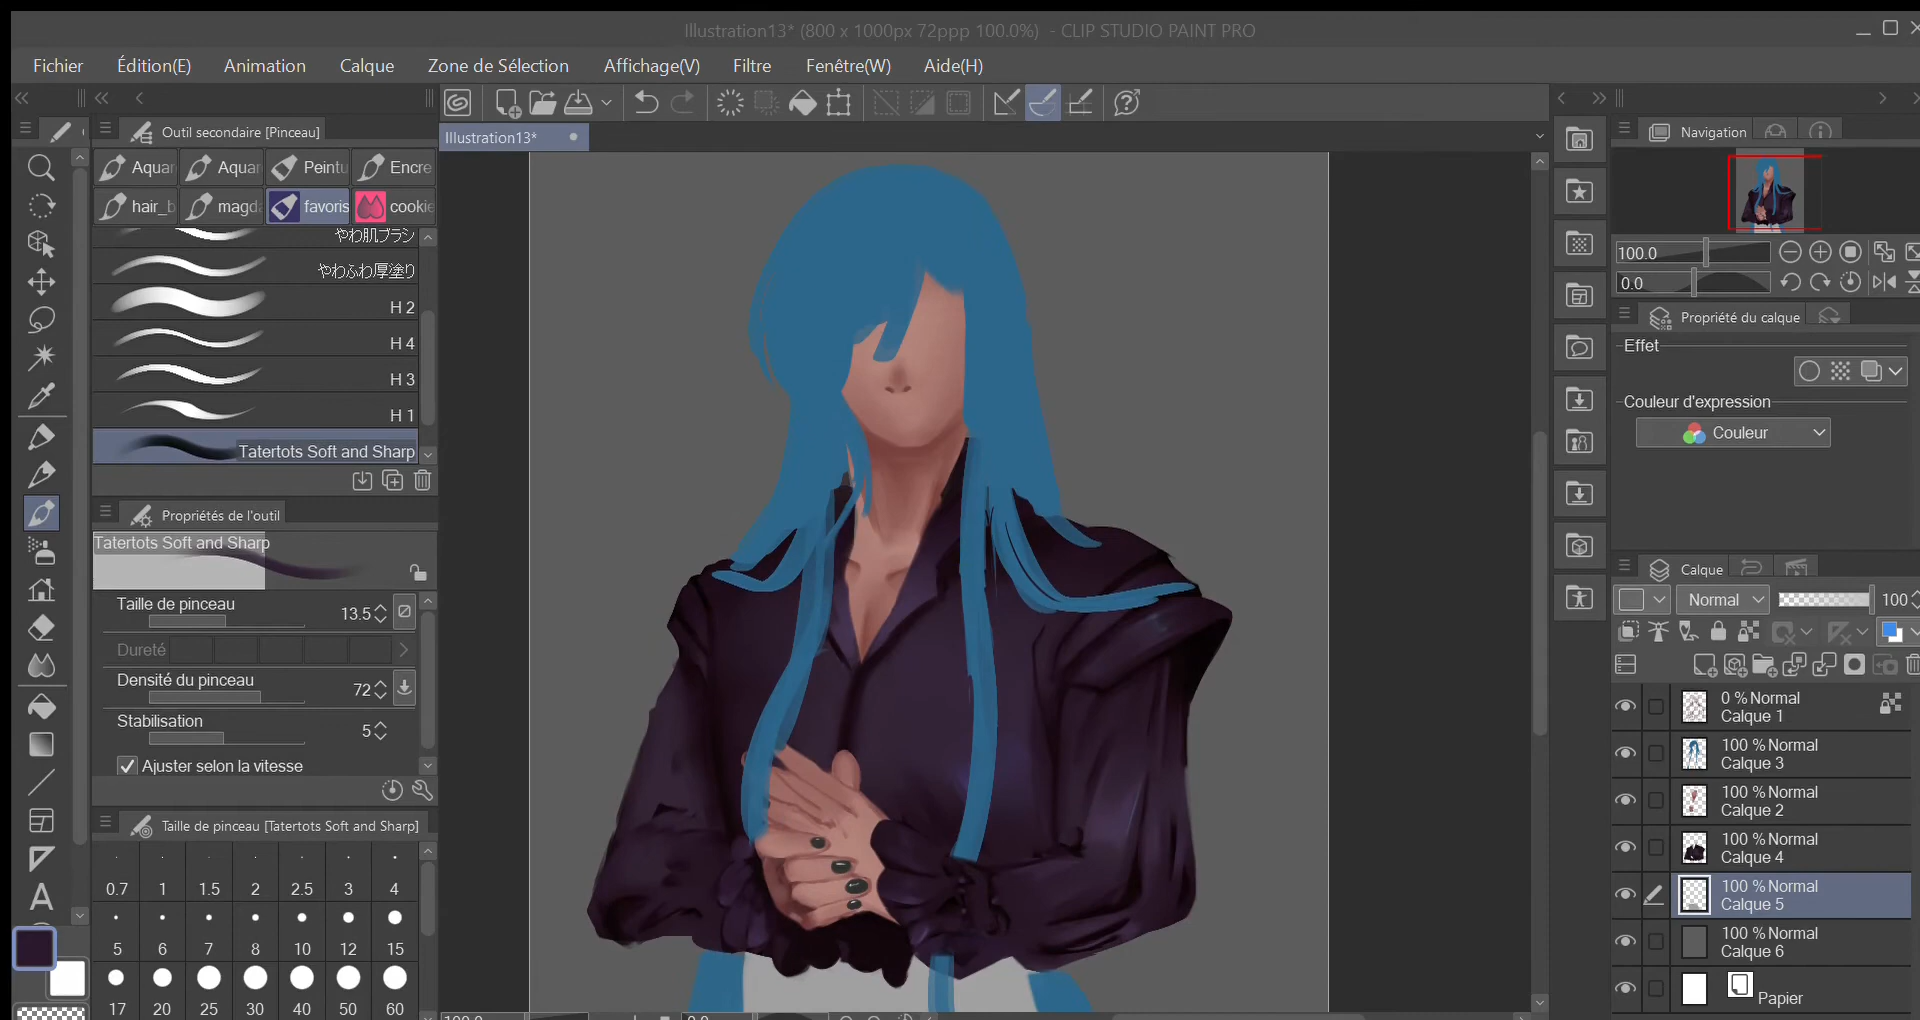 Illustration13* (800 x 1000px 72ppp 100.0%) - CLIP STUDIO PAINT PRO
Fichier Édition(E) Animation Calque Zone de Sélection Affichage(V) Filtre Fenêtre(W) Aide(H)
Outil secondaire [Pinceau]
Illustration13*
Aquar Aquar Peintu Encre
hair_b magd favoris cookie
やわ肌ブラシ
やわふわ厚塗り
H 2
H 4
H 3
H 1
Tatertots Soft and Sharp
Propriétés de l'outil
Tatertots Soft and Sharp
Taille de pinceau 13.5
Dureté
Densité du pinceau 72
Stabilisation 5
Ajuster selon la vitesse
Taille de pinceau [Tatertots Soft and Sharp]
0.7 1 1.5 2 2.5 3 4
5 6 7 8 10 12 15
17 20 25 30 40 50 60
Navigation
100.0
0.0
Propriété du calque
Effet
Couleur d'expression
Couleur
Calque
Normal 100
0 % Normal
Calque 1
100 % Normal
Calque 3
100 % Normal
Calque 2
100 % Normal
Calque 4
100 % Normal
Calque 5
100 % Normal
Calque 6
Papier